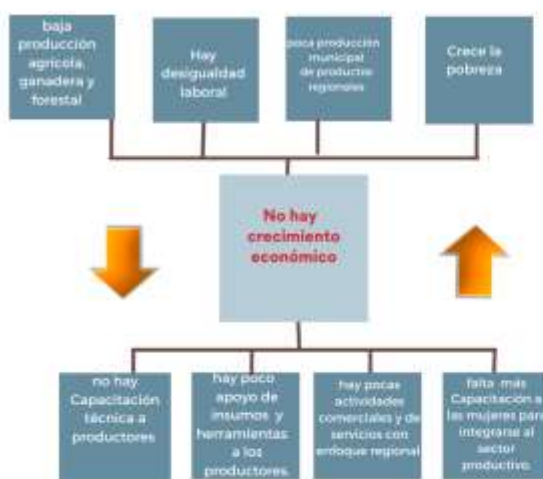 baja
producción
agrícola,
ganadera y
forestal
Hay
desigualdad
laboral
poca producción
municipal
de productos
regionales
Crece la
pobreza
No hay
crecimiento
económico
no hay
Capacitación
técnica a
productores
hay poco
apoyo de
insumos y
herramientas
a los
productores.
hay pocas
actividades
comerciales y de
servicios con
enfoque regional
falta más
Capacitación a
las mujeres para
integrarse al
sector
productivo.